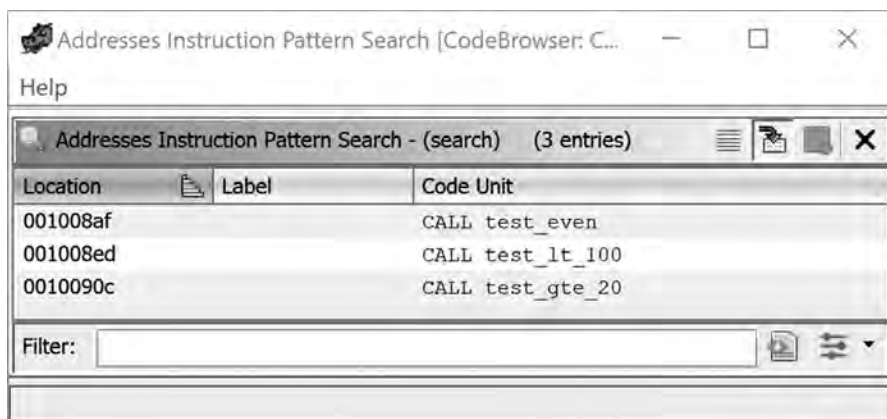 Addresses Instruction Pattern Search [CodeBrowser: C...
Help
Addresses Instruction Pattern Search - (search) (3 entries)
Location Label Code Unit
001008af CALL test_even
001008ed CALL test_lt_100
0010090c CALL test_gte_20
Filter: